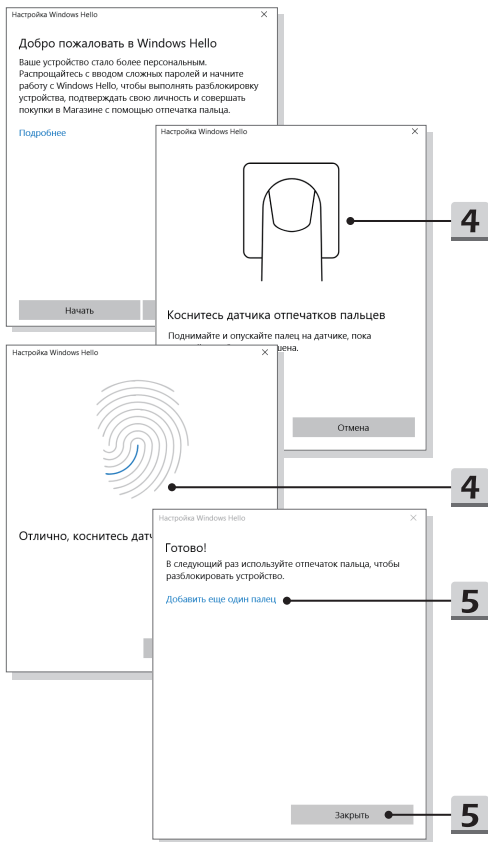 Настройка Windows Hello
Добро пожаловать в Windows Hello
Ваше устройство стало более персональным.
Распрощайтесь с вводом сложных паролей и начните
работу с Windows Hello, чтобы выполнять разблокировку
устройства, подтверждать свою личность и совершать
покупки в Магазине с помощью отпечатка пальца.
Подробнее
Начать
Настройка Windows Hello
4
Коснитесь датчика отпечатков пальцев
Поднимайте и опускайте палец на датчике, пока
Отмена
Настройка Windows Hello
4
Отлично, коснитесь
Настройка Windows Hello
Готово!
В следующий раз используйте отпечаток пальца, чтобы
разблокировать устройство.
Добавить еще один палец
5
Закрыть
5